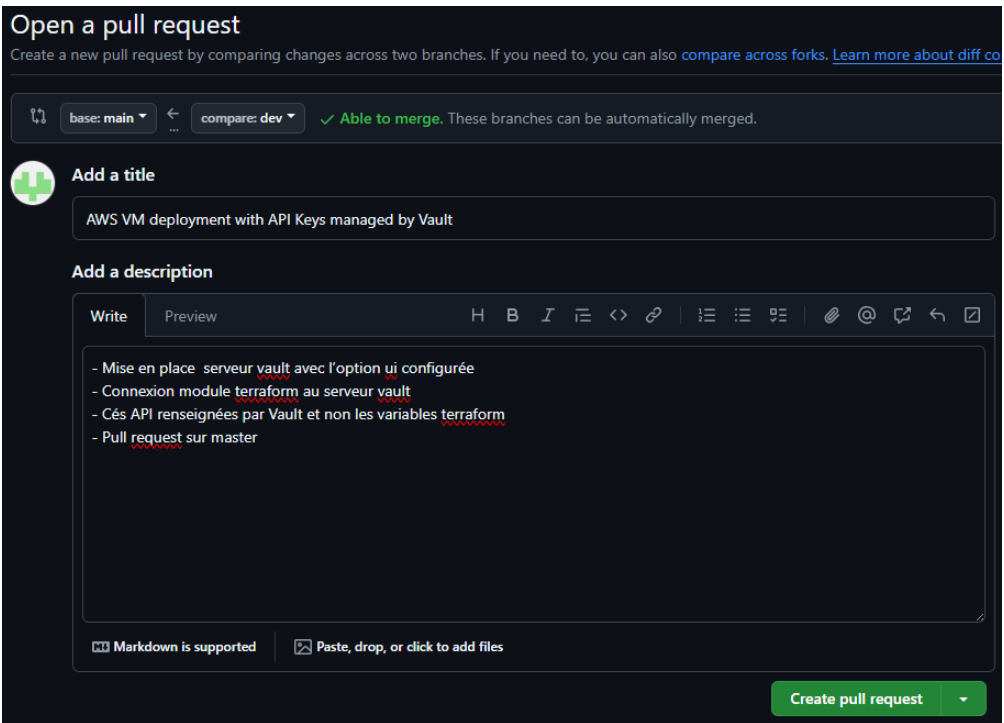 Open a pull request
Create a new pull request by comparing changes across two branches. If you need to, you can also compare across forks. Learn more about diff co
base: main ← ... compare: dev ✓ Able to merge. These branches can be automatically merged.
Add a title
AWS VM deployment with API Keys managed by Vault
Add a description
Write Preview
- Mise en place  serveur vault avec l'option ui configurée
- Connexion module terraform au serveur vault
- Cés API renseignées par Vault et non les variables terraform
- Pull request sur master
Markdown is supported Paste, drop, or click to add files
Create pull request